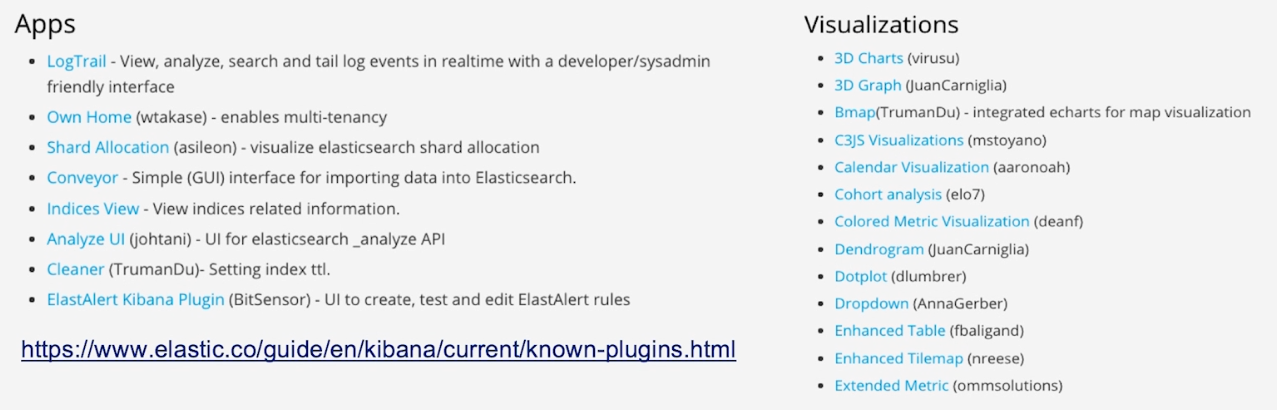 Apps
LogTrail - View, analyze, search and tail log events in realtime with a developer/sysadmin
friendly interface
Own Home (wtakase) - enables multi-tenancy
Shard Allocation (asileon) - visualize elasticsearch shard allocation
Conveyor - Simple (GUI) interface for importing data into Elasticsearch.
Indices View - View indices related information.
Analyze UI (johtani) - UI for elasticsearch _analyze API
Cleaner (TrumanDu)- Setting index ttl.
ElastAlert Kibana Plugin (BitSensor) - UI to create, test and edit ElastAlert rules
https://www.elastic.co/guide/en/kibana/current/known-plugins.html
Visualizations
3D Charts (virusu)
3D Graph (JuanCarniglia)
Bmap(TrumanDu) - integrated echarts for map visualization
C3JS Visualizations (mstoyano)
Calendar Visualization (aaronoah)
Cohort analysis (elo7)
Colored Metric Visualization (deanf)
Dendrogram (JuanCarniglia)
Dotplot (dlumbrer)
Dropdown (AnnaGerber)
Enhanced Table (fbaligand)
Enhanced Tilemap (nreese)
Extended Metric (ommsolutions)